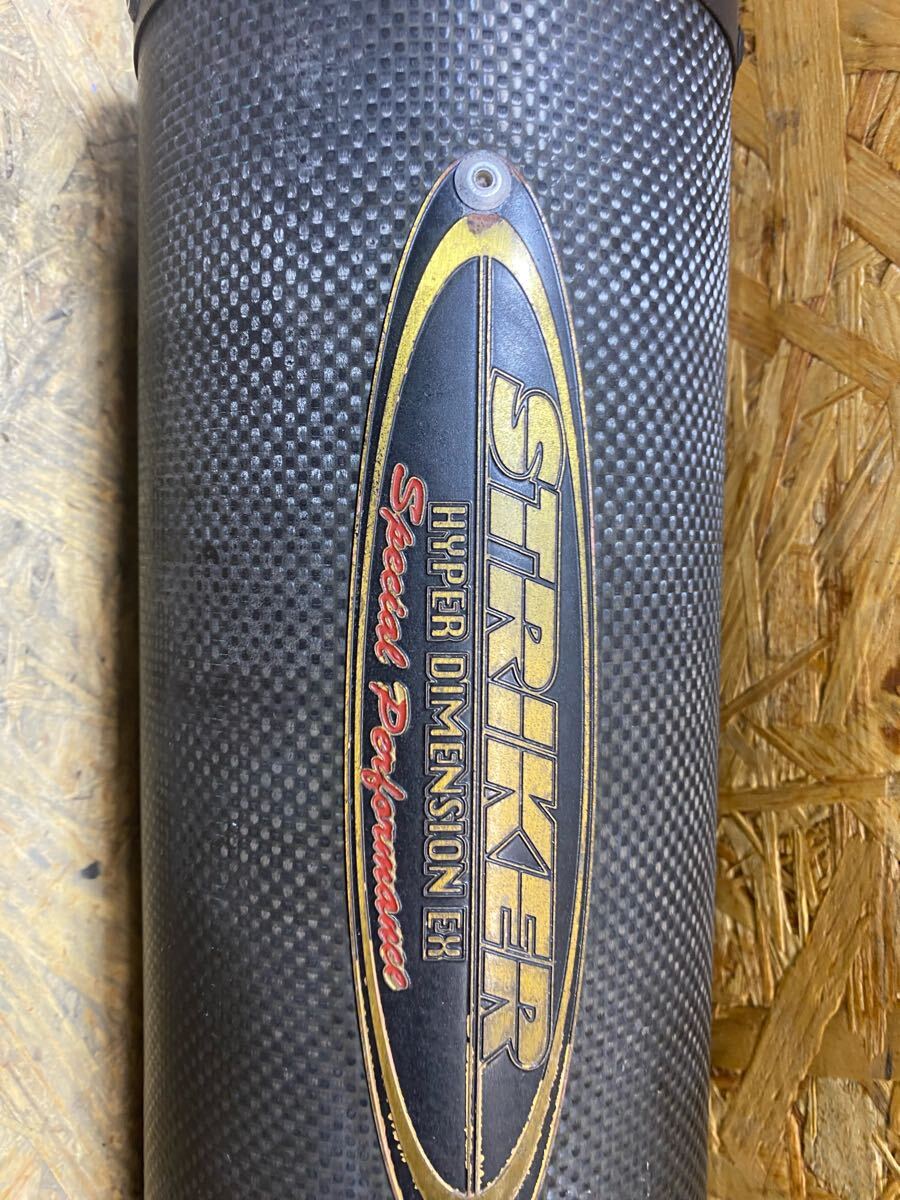 STRIKER
HYPER DIMENSION EX
Special Performance